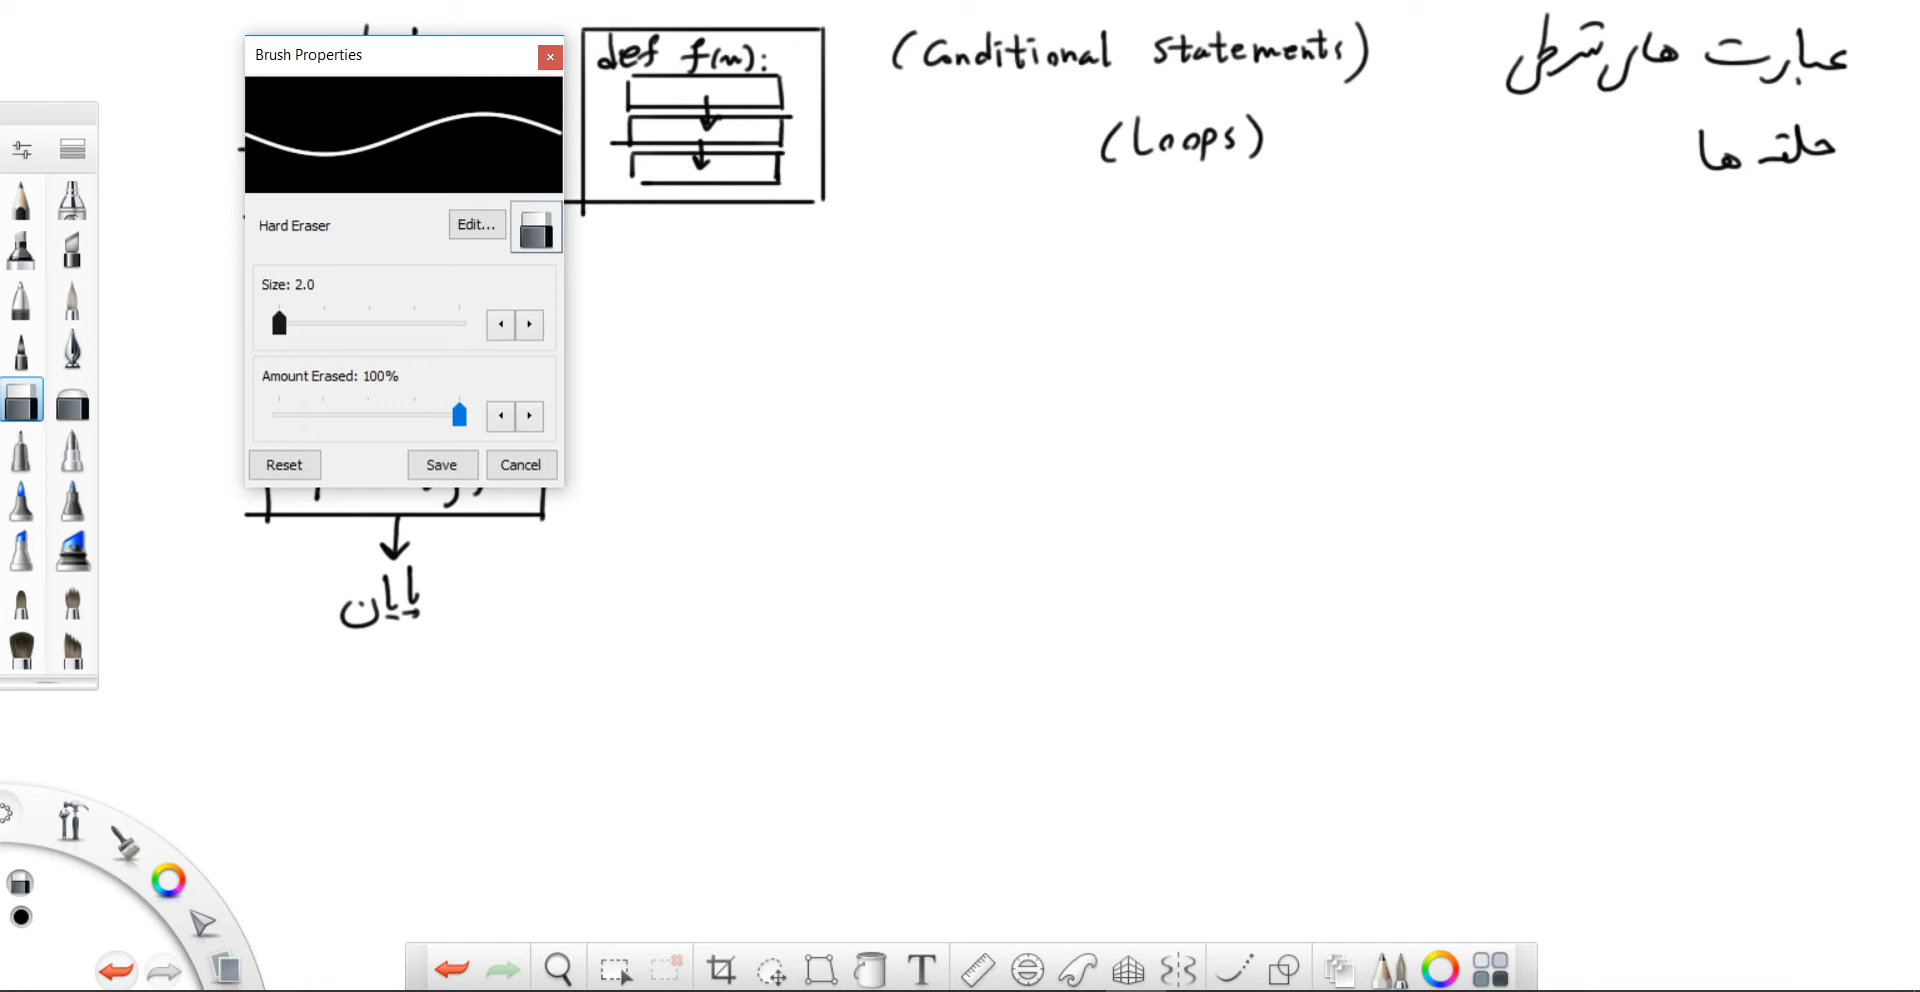 Brush Properties
Hard Eraser
Edit...
Size: 2.0
Amount Erased: 100%
Reset
Save
Cancel
def f(n):
(Conditional statements)
عبارت های شرطی
(Loops)
حلقه ها
پایان